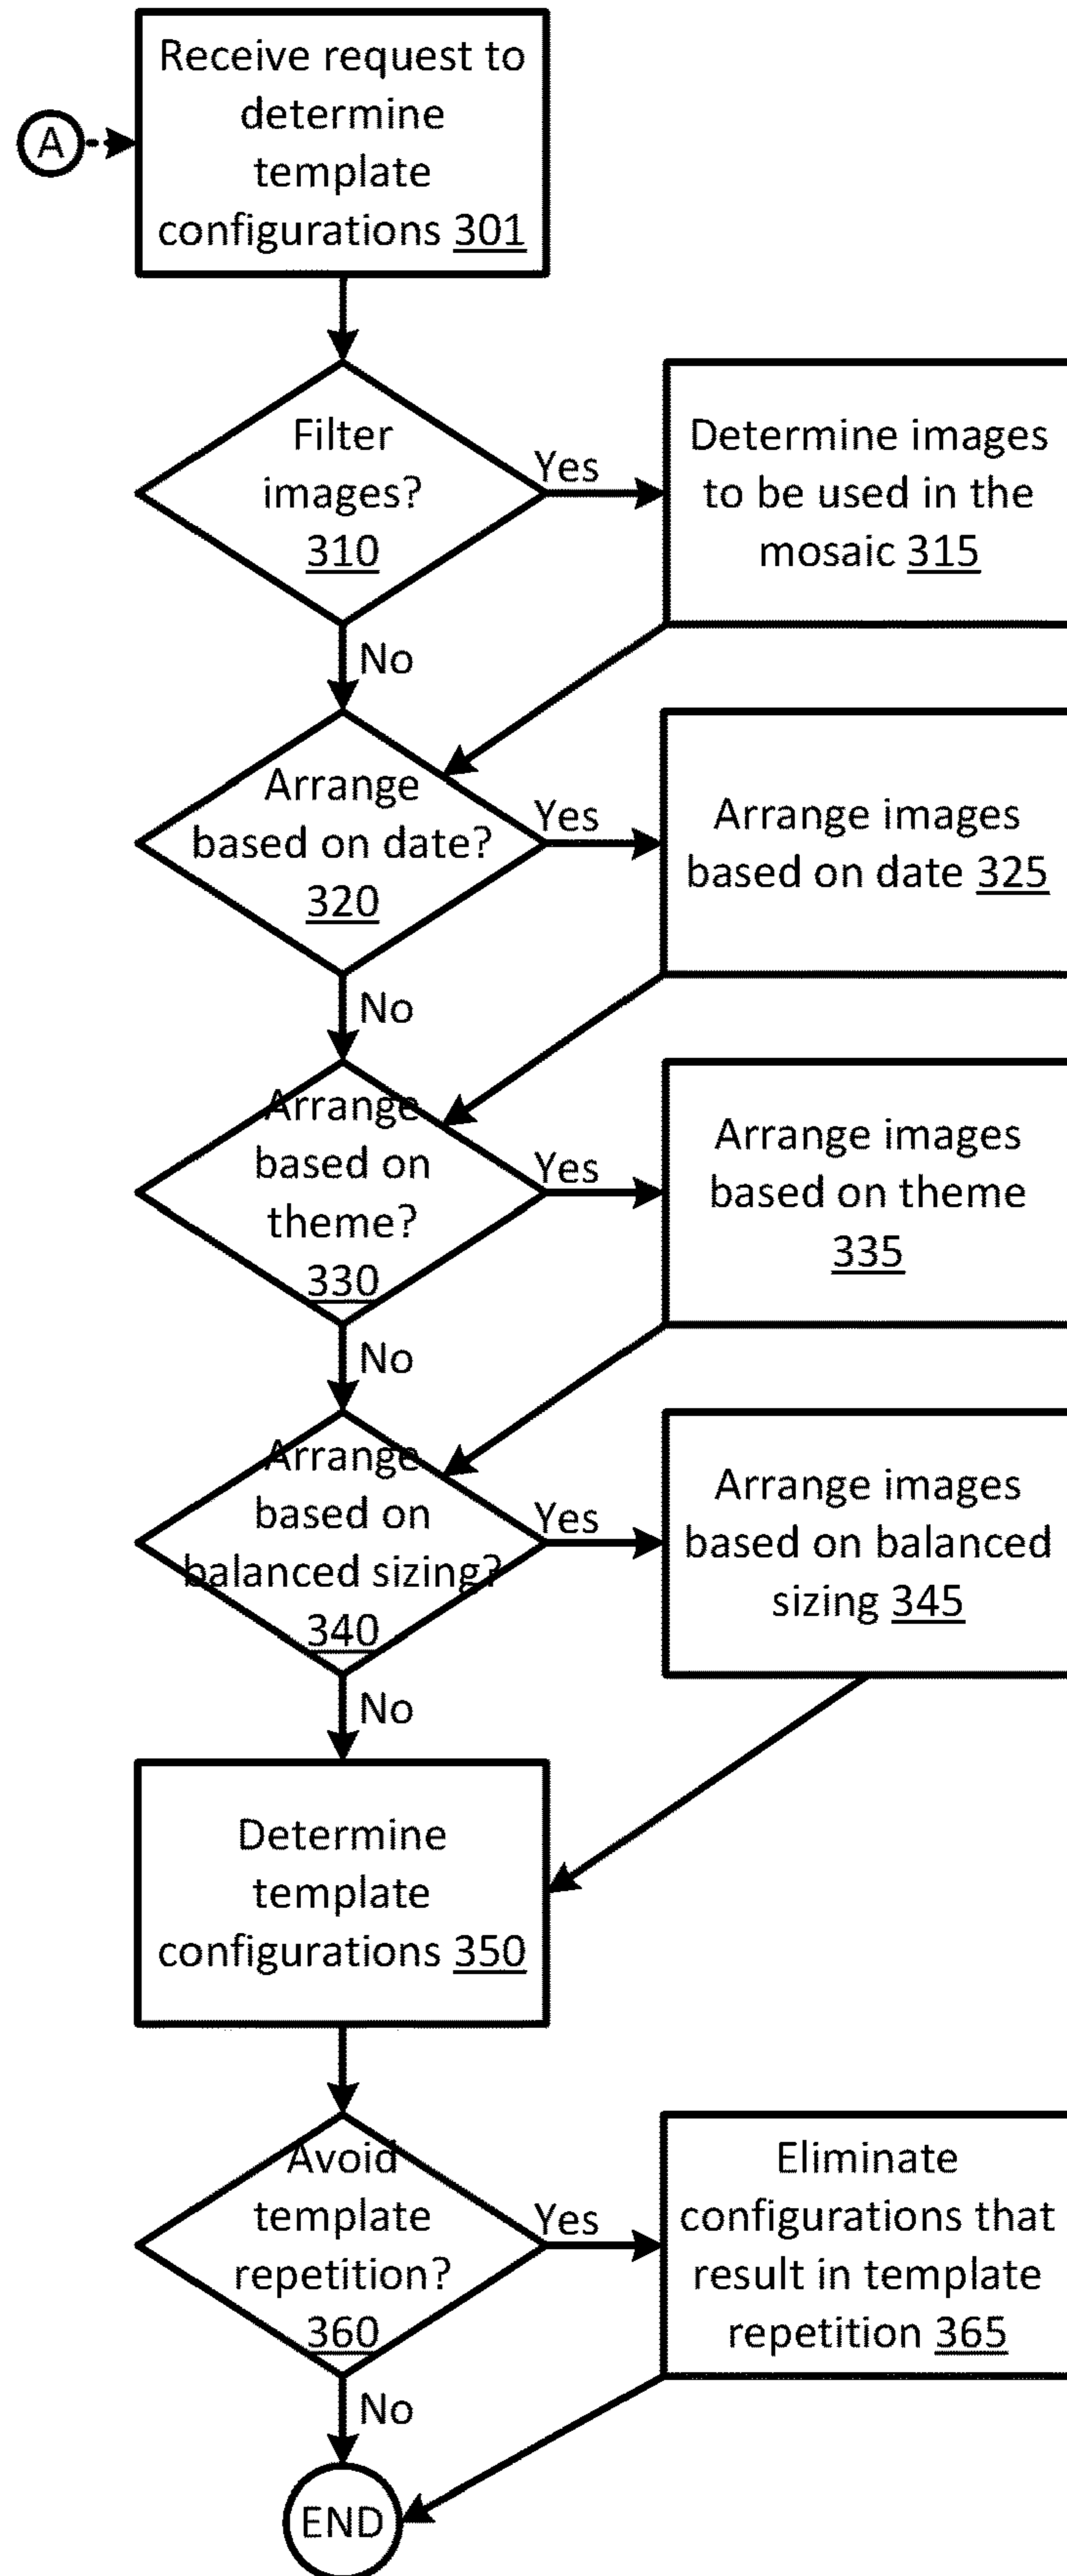 Receive request to
determine
template
configurations 301
A
Filter
images?
310
Yes
Determine images
to be used in the
mosaic 315
No
Arrange
based on date?
320
Yes
Arrange images
based on date 325
No
Arrange
based on
theme?
330
Yes
Arrange images
based on theme
335
No
Arrange
based on
balanced sizing?
340
Yes
Arrange images
based on balanced
sizing 345
No
Determine
template
configurations 350
Avoid
template
repetition?
360
Yes
Eliminate
configurations that
result in template
repetition 365
No
END